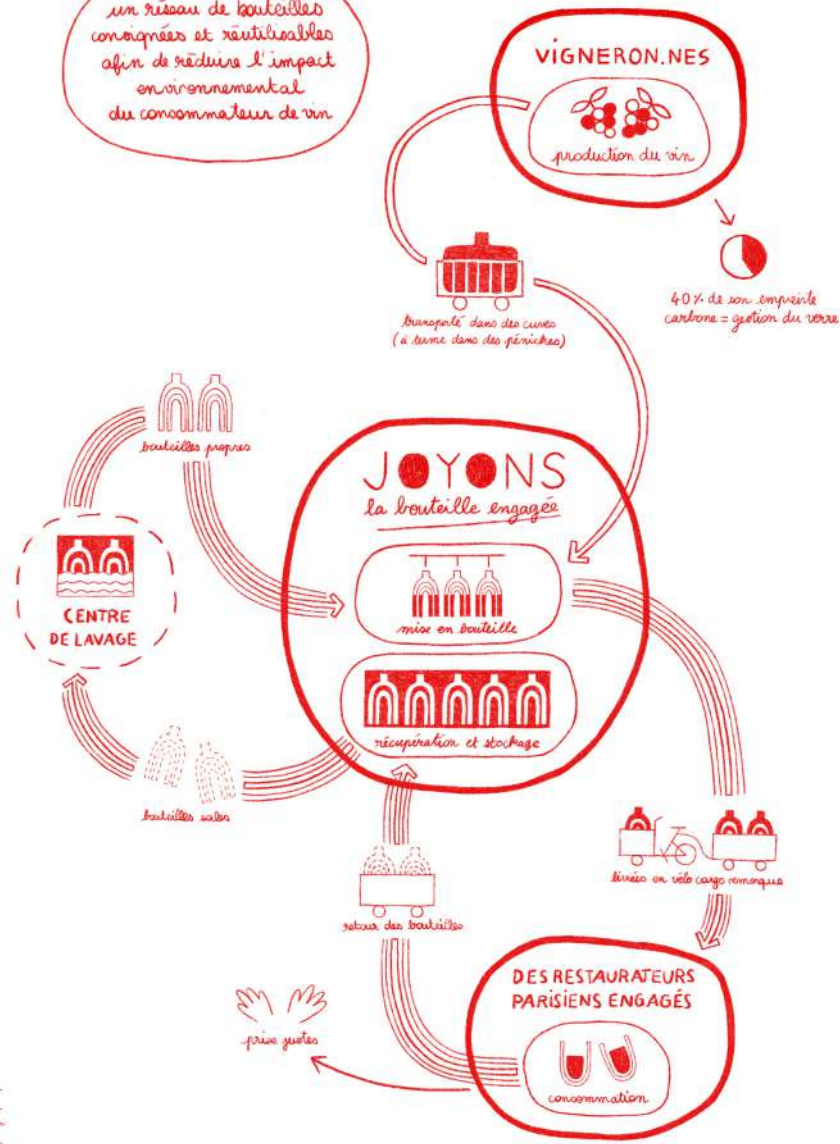 un réseau de bouteilles
consignées et réutilisables
afin de réduire l'impact
environnemental
du consommateur de vin
VIGNERON.NES
production du vin
40% de son empreinte
carbone = gestion du verre
transporté dans des cuves
(à terme dans des péniches)
bouteilles propres
JOYONS
la bouteille engagée
mise en bouteille
CENTRE
DE LAVAGE
récupération et stockage
bouteilles sales
livrées en vélo cargo remorque
retour des bouteilles
DES RESTAURATEURS
PARISIENS ENGAGÉS
prise justes
consommation